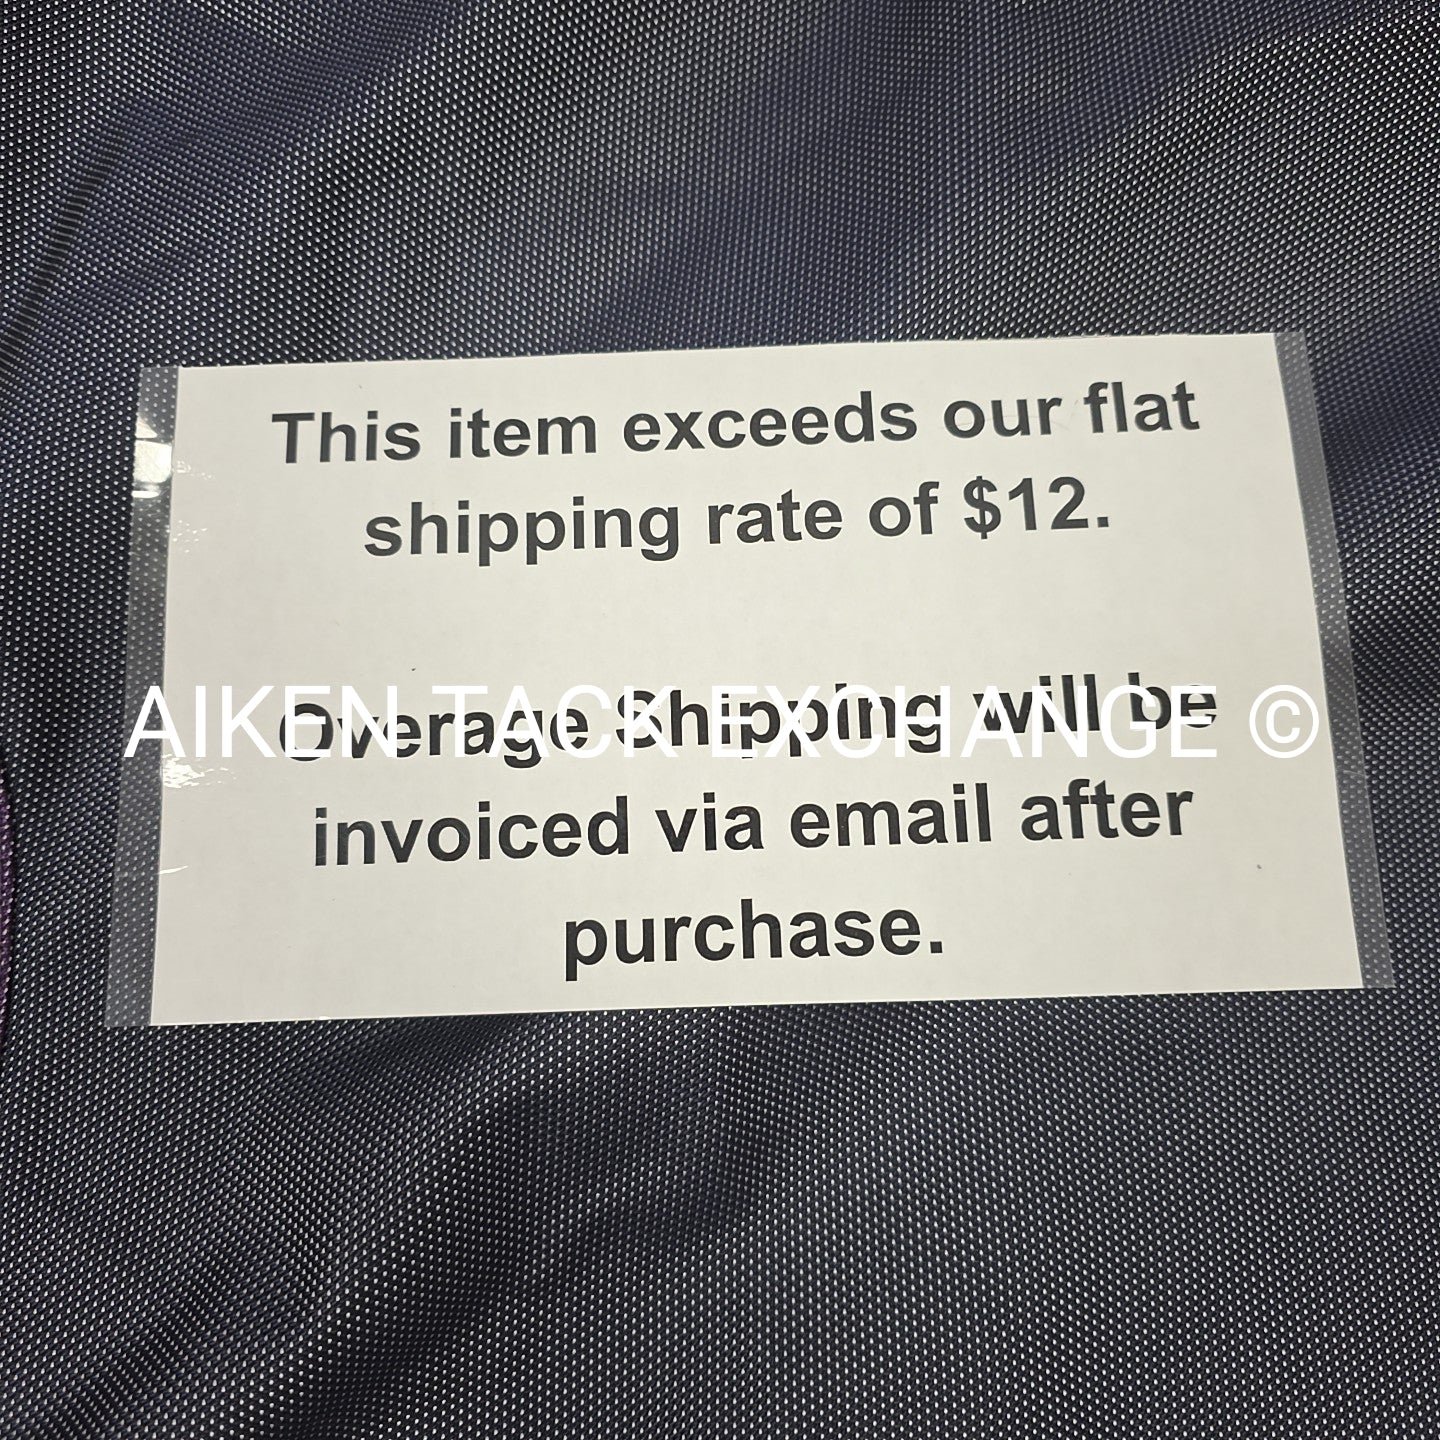 This item exceeds our flat
shipping rate of $12.
Overage Shipping will be
AIKEN TACK EXCHANGE ©
invoiced via email after
purchase.